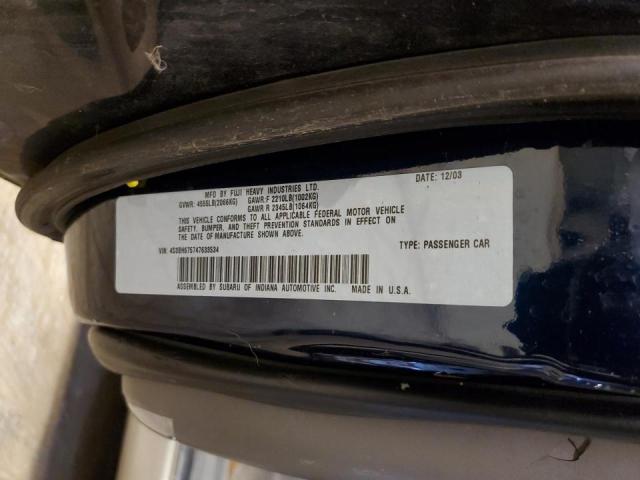 MFD BY FUJI HEAVY INDUSTRIES LTD. DATE: 12/03
GVWR: 4555LB(2066KG) GAWR:F 2210LB(1002KG)
GAWR R 2345LB(1064KG)
THIS VEHICLE CONFORMS TO ALL APPLICABLE FEDERAL MOTOR VEHICLE
SAFETY, BUMPER, AND THEFT PREVENTION STANDARDS IN EFFECT ON THE
DATE OF MANUFACTURE SHOWN ABOVE.
VIN: 4S3BH675747633534 TYPE: PASSENGER CAR
ASSEMBLED BY SUBARU OF INDIANA AUTOMOTIVE INC. MADE IN U.S.A.